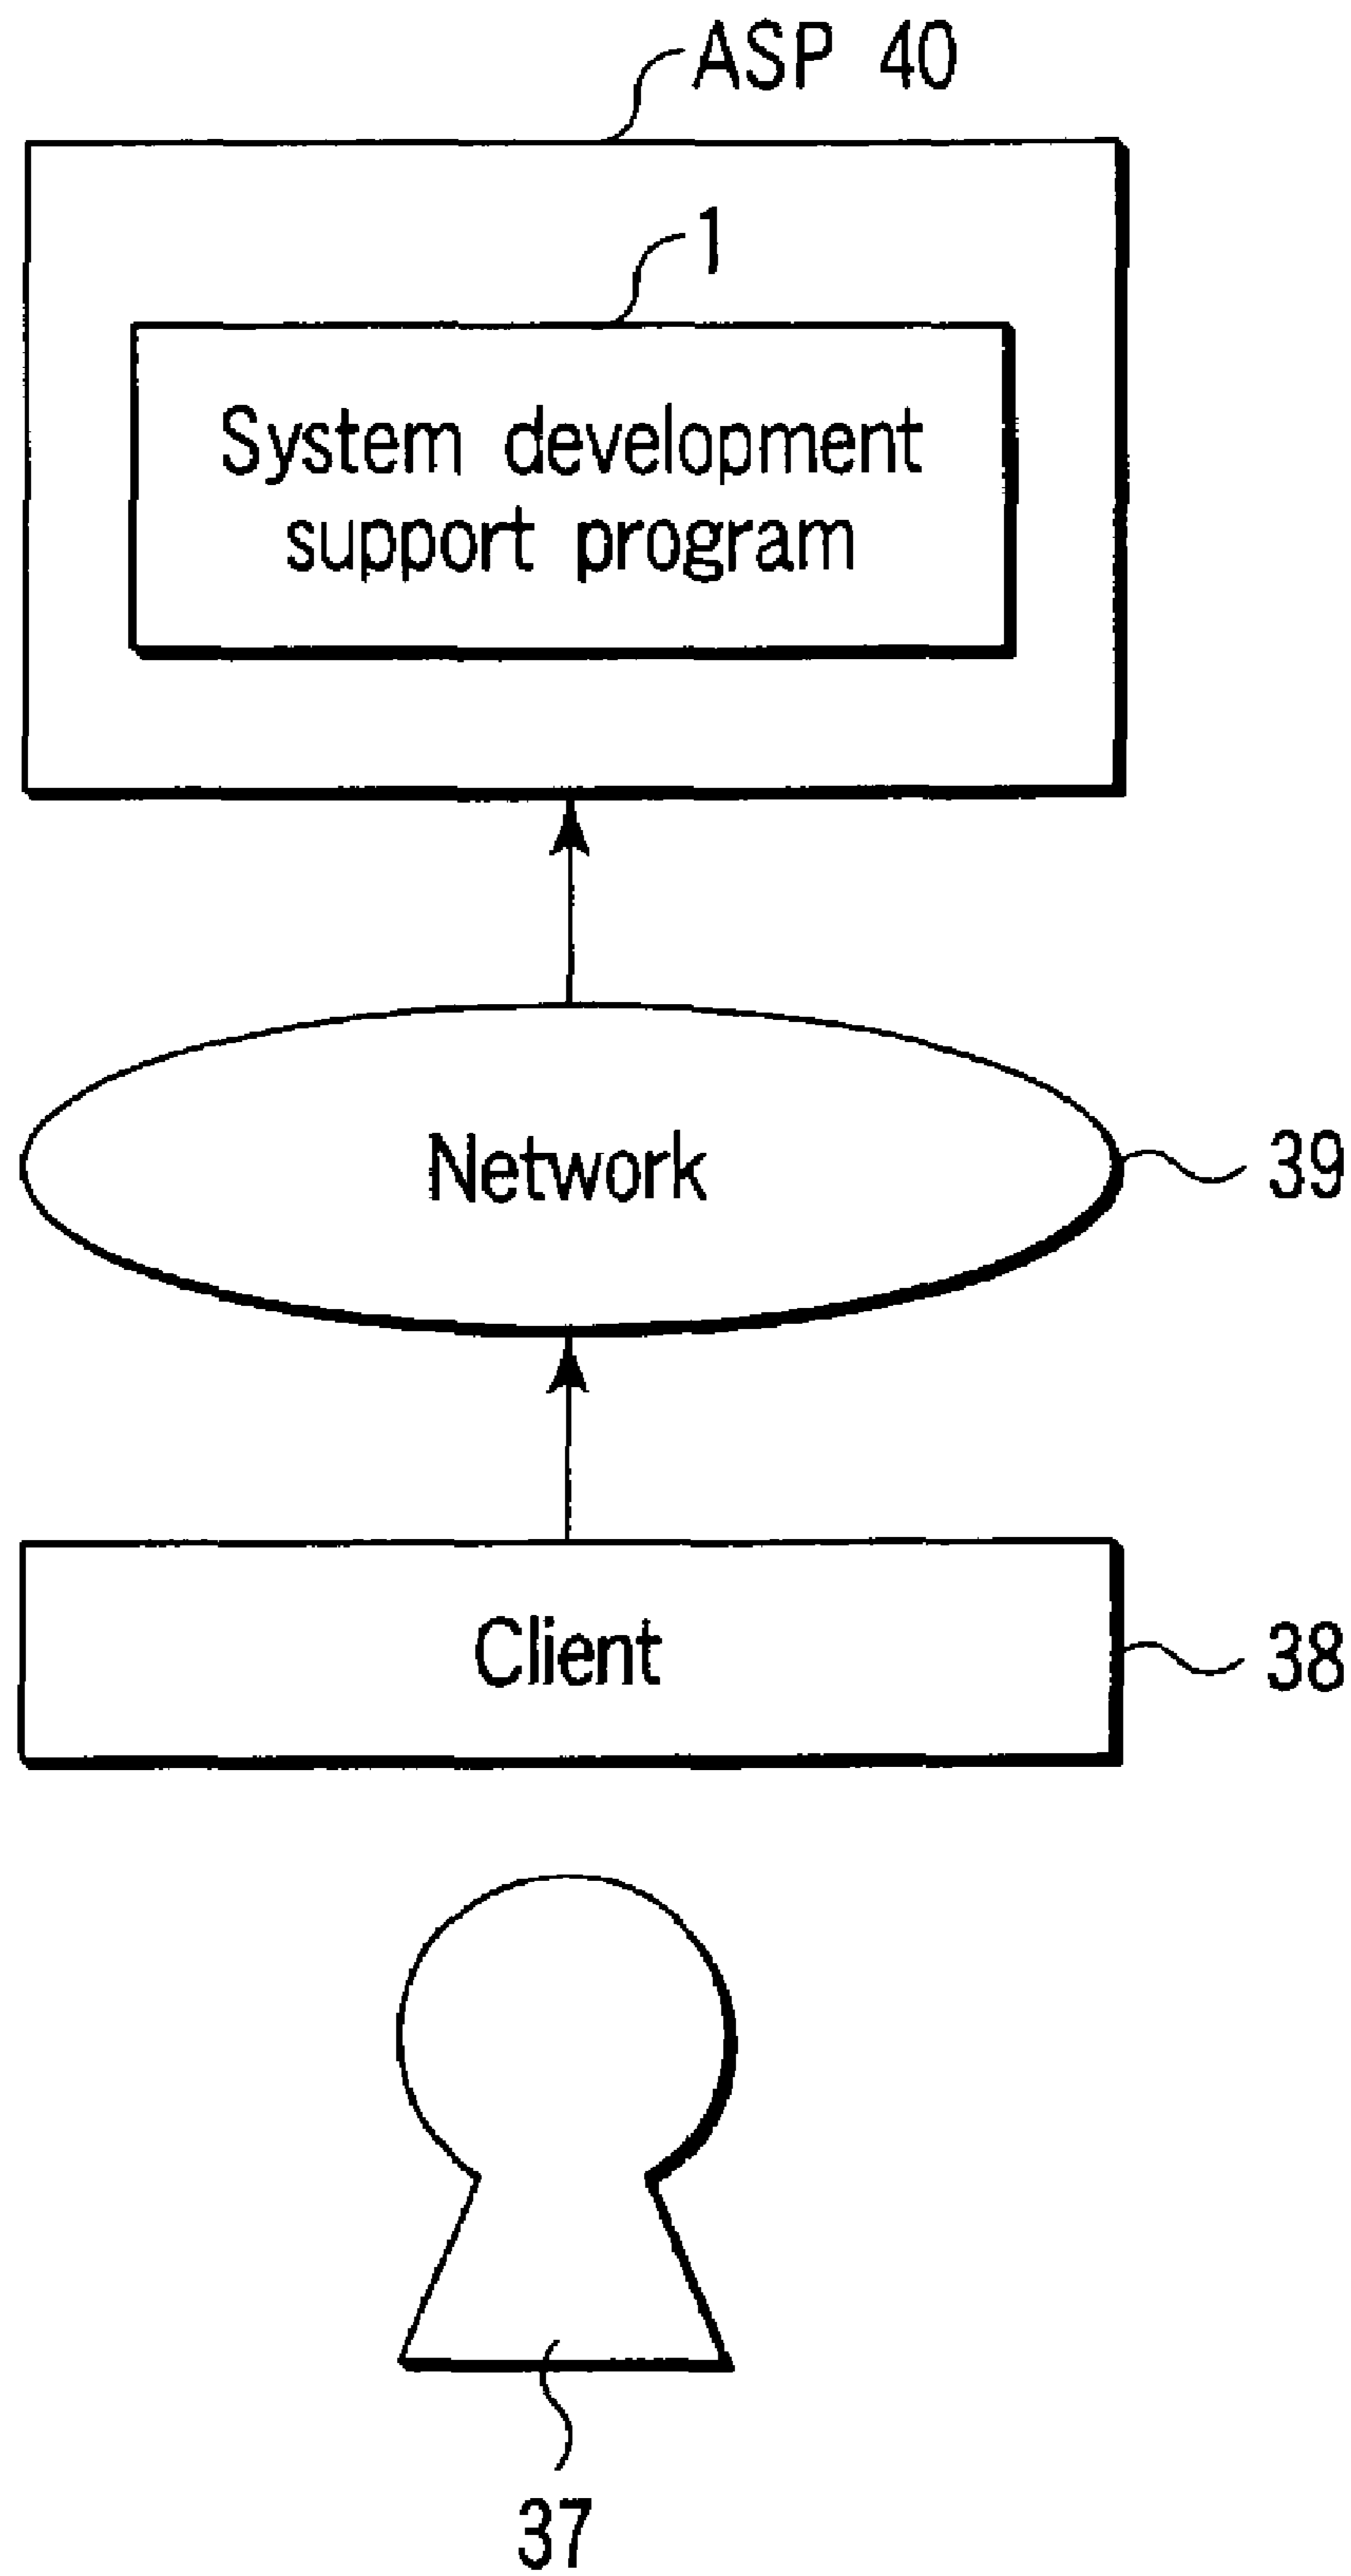 ASP 40
1
System development
support program
Network
39
Client
38
37